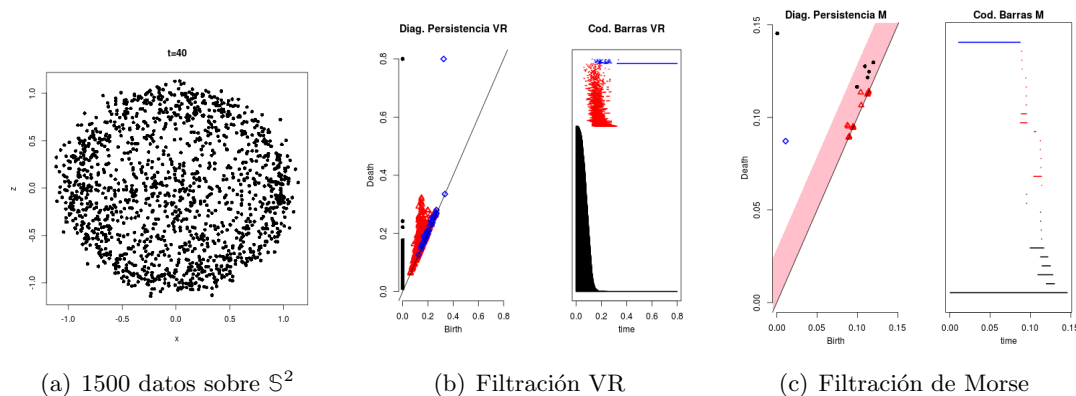 t=40
z
1.0
0.5
0.0
-0.5
-1.0
-1.0 -0.5 0.0 0.5 1.0
x
Diag. Persistencia VR
Death
0.8
0.6
0.4
0.2
0.0
0.0 0.2 0.4 0.6 0.8
Birth
Cod. Barras VR
0.0 0.2 0.4 0.6 0.8
time
Diag. Persistencia M
Death
0.15
0.10
0.05
0.00
0.00 0.05 0.10 0.15
Birth
Cod. Barras M
0.00 0.05 0.10 0.15
time
(a) 1500 datos sobre 𝕊²
(b) Filtración VR
(c) Filtración de Morse